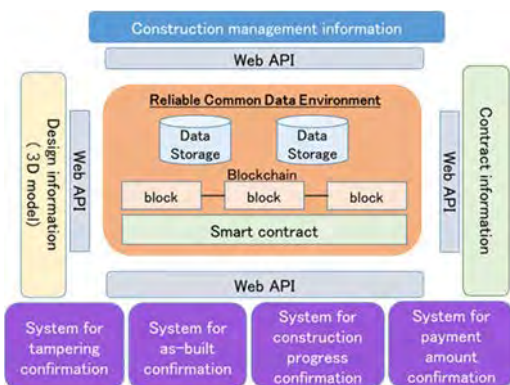 Construction management information
Web API
Design information
( 3D model)
Web API
Reliable Common Data Environment
Data
Storage
Data
Storage
Blockchain
block
block
block
Smart contract
Web API
Contract information
Web API
System for
tampering
confirmation
System for
as-built
confirmation
System for
construction
progress
confirmation
System for
payment
amount
confirmation